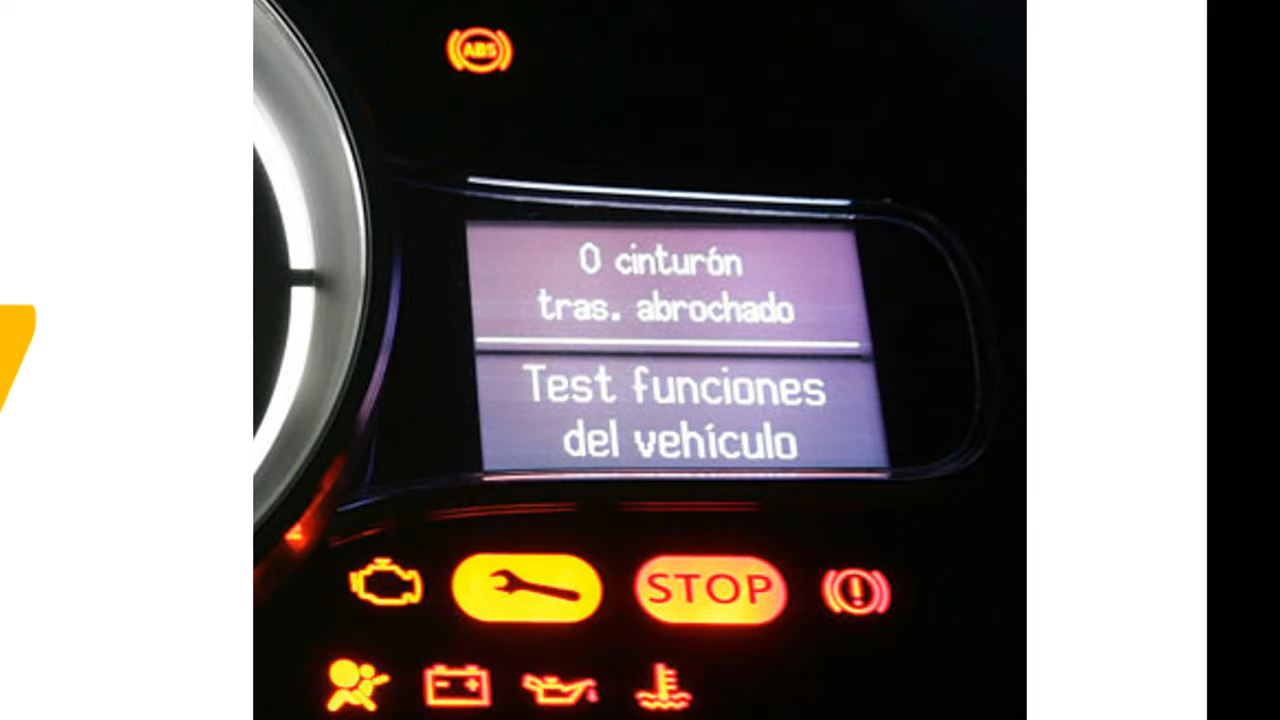 ABS
0 cinturón
tras. abrochado
Test funciones
del vehículo
STOP